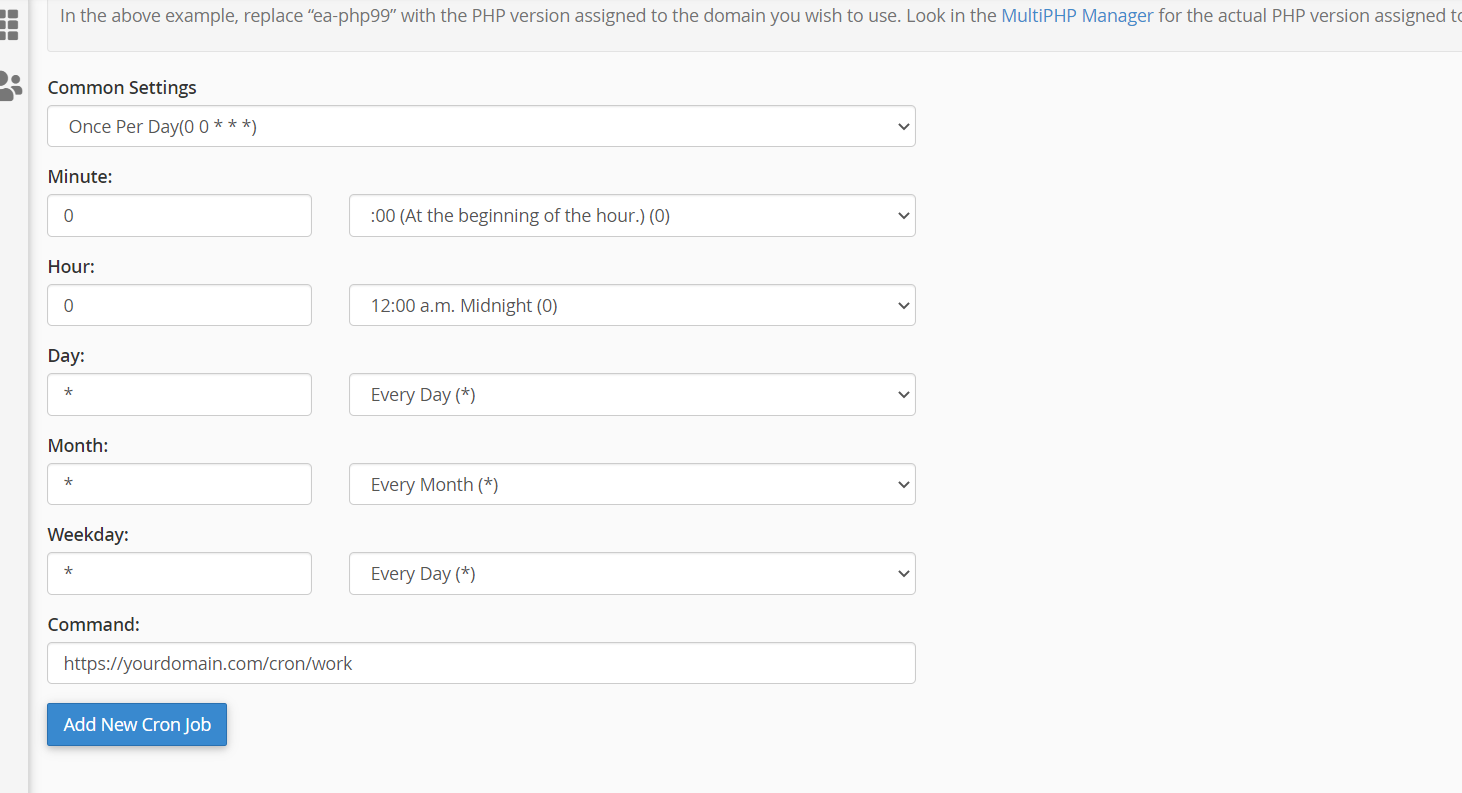 In the above example, replace “ea-php99” with the PHP version assigned to the domain you wish to use. Look in the MultiPHP Manager for the actual PHP version assigned to
Common Settings
Once Per Day(0 0 * * *)
Minute:
0 :00 (At the beginning of the hour.) (0)
Hour:
0 12:00 a.m. Midnight (0)
Day:
* Every Day (*)
Month:
* Every Month (*)
Weekday:
* Every Day (*)
Command:
https://yourdomain.com/cron/work
Add New Cron Job